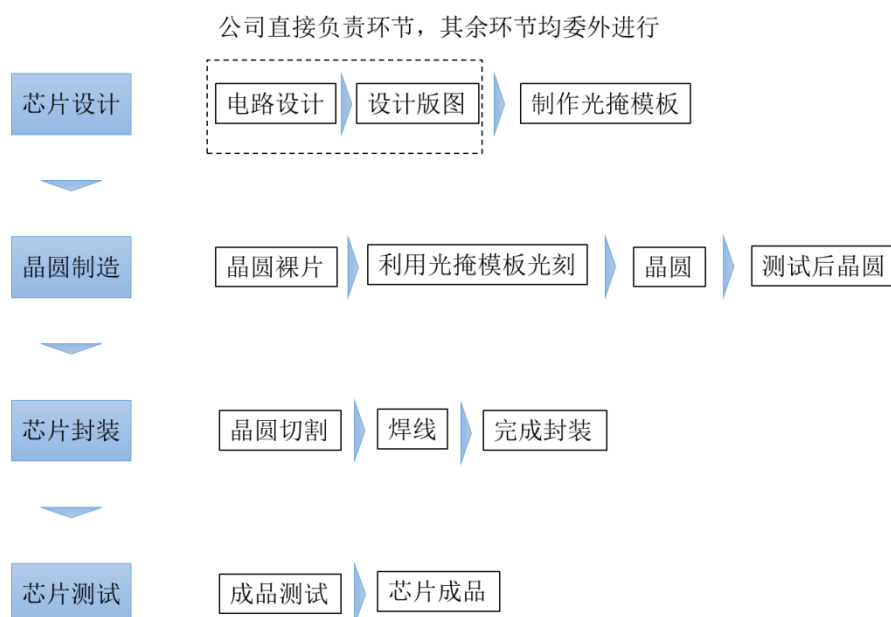 公司直接负责环节，其余环节均委外进行
芯片设计 电路设计 设计版图 制作光掩模板
晶圆制造 晶圆裸片 利用光掩模板光刻 晶圆 测试后晶圆
芯片封装 晶圆切割 焊线 完成封装
芯片测试 成品测试 芯片成品